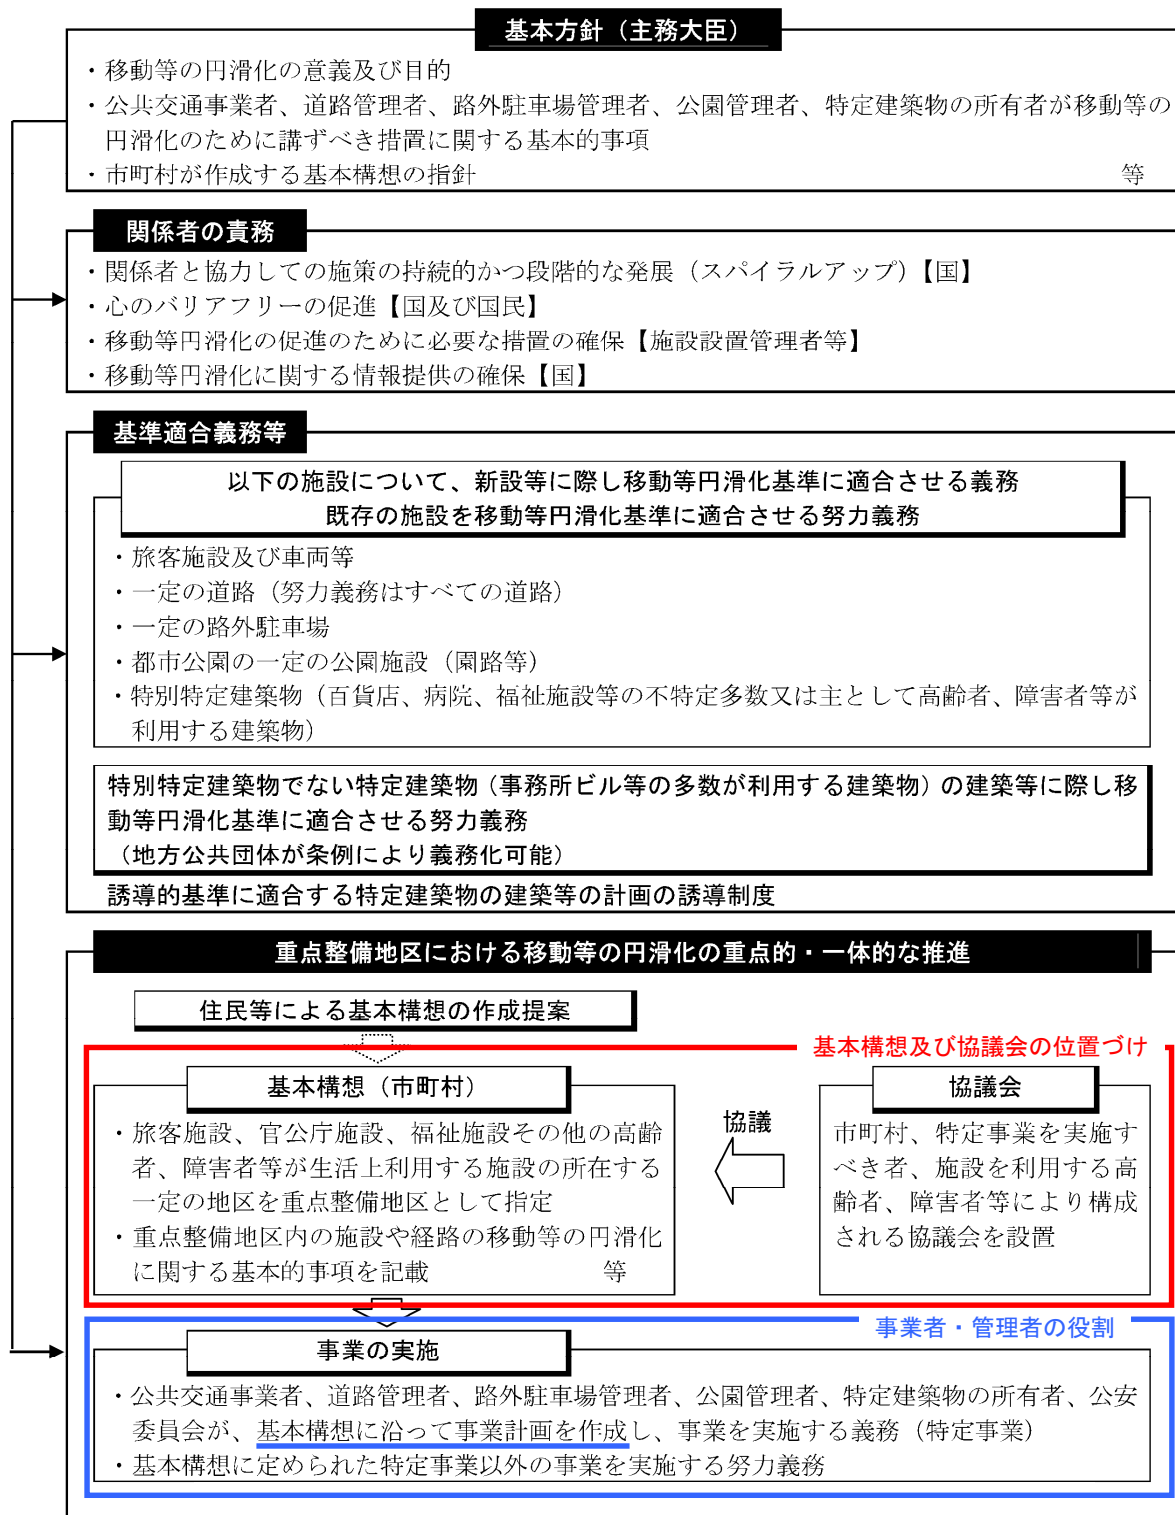 基本方針（主務大臣）
・移動等の円滑化の意義及び目的
・公共交通事業者、道路管理者、路外駐車場管理者、公園管理者、特定建築物の所有者が移動等の
円滑化のために講ずべき措置に関する基本的事項
・市町村が作成する基本構想の指針 等
関係者の責務
・関係者と協力しての施策の持続的かつ段階的な発展（スパイラルアップ）【国】
・心のバリアフリーの促進【国及び国民】
・移動等円滑化の促進のために必要な措置の確保【施設設置管理者等】
・移動等円滑化に関する情報提供の確保【国】
基準適合義務等
以下の施設について、新設等に際し移動等円滑化基準に適合させる義務
既存の施設を移動等円滑化基準に適合させる努力義務
・旅客施設及び車両等
・一定の道路（努力義務はすべての道路）
・一定の路外駐車場
・都市公園の一定の公園施設（園路等）
・特別特定建築物（百貨店、病院、福祉施設等の不特定多数又は主として高齢者、障害者等が
利用する建築物）
特別特定建築物でない特定建築物（事務所ビル等の多数が利用する建築物）の建築等に際し移
動等円滑化基準に適合させる努力義務
（地方公共団体が条例により義務化可能）
誘導的基準に適合する特定建築物の建築等の計画の誘導制度
重点整備地区における移動等の円滑化の重点的・一体的な推進
住民等による基本構想の作成提案
基本構想及び協議会の位置づけ
基本構想（市町村）
・旅客施設、官公庁施設、福祉施設その他の高齢
者、障害者等が生活上利用する施設の所在する
一定の地区を重点整備地区として指定
・重点整備地区内の施設や経路の移動等の円滑化
に関する基本的事項を記載 等
協議
協議会
市町村、特定事業を実施す
べき者、施設を利用する高
齢者、障害者等により構成
される協議会を設置
事業者・管理者の役割
事業の実施
・公共交通事業者、道路管理者、路外駐車場管理者、公園管理者、特定建築物の所有者、公安
委員会が、基本構想に沿って事業計画を作成し、事業を実施する義務（特定事業）
・基本構想に定められた特定事業以外の事業を実施する努力義務